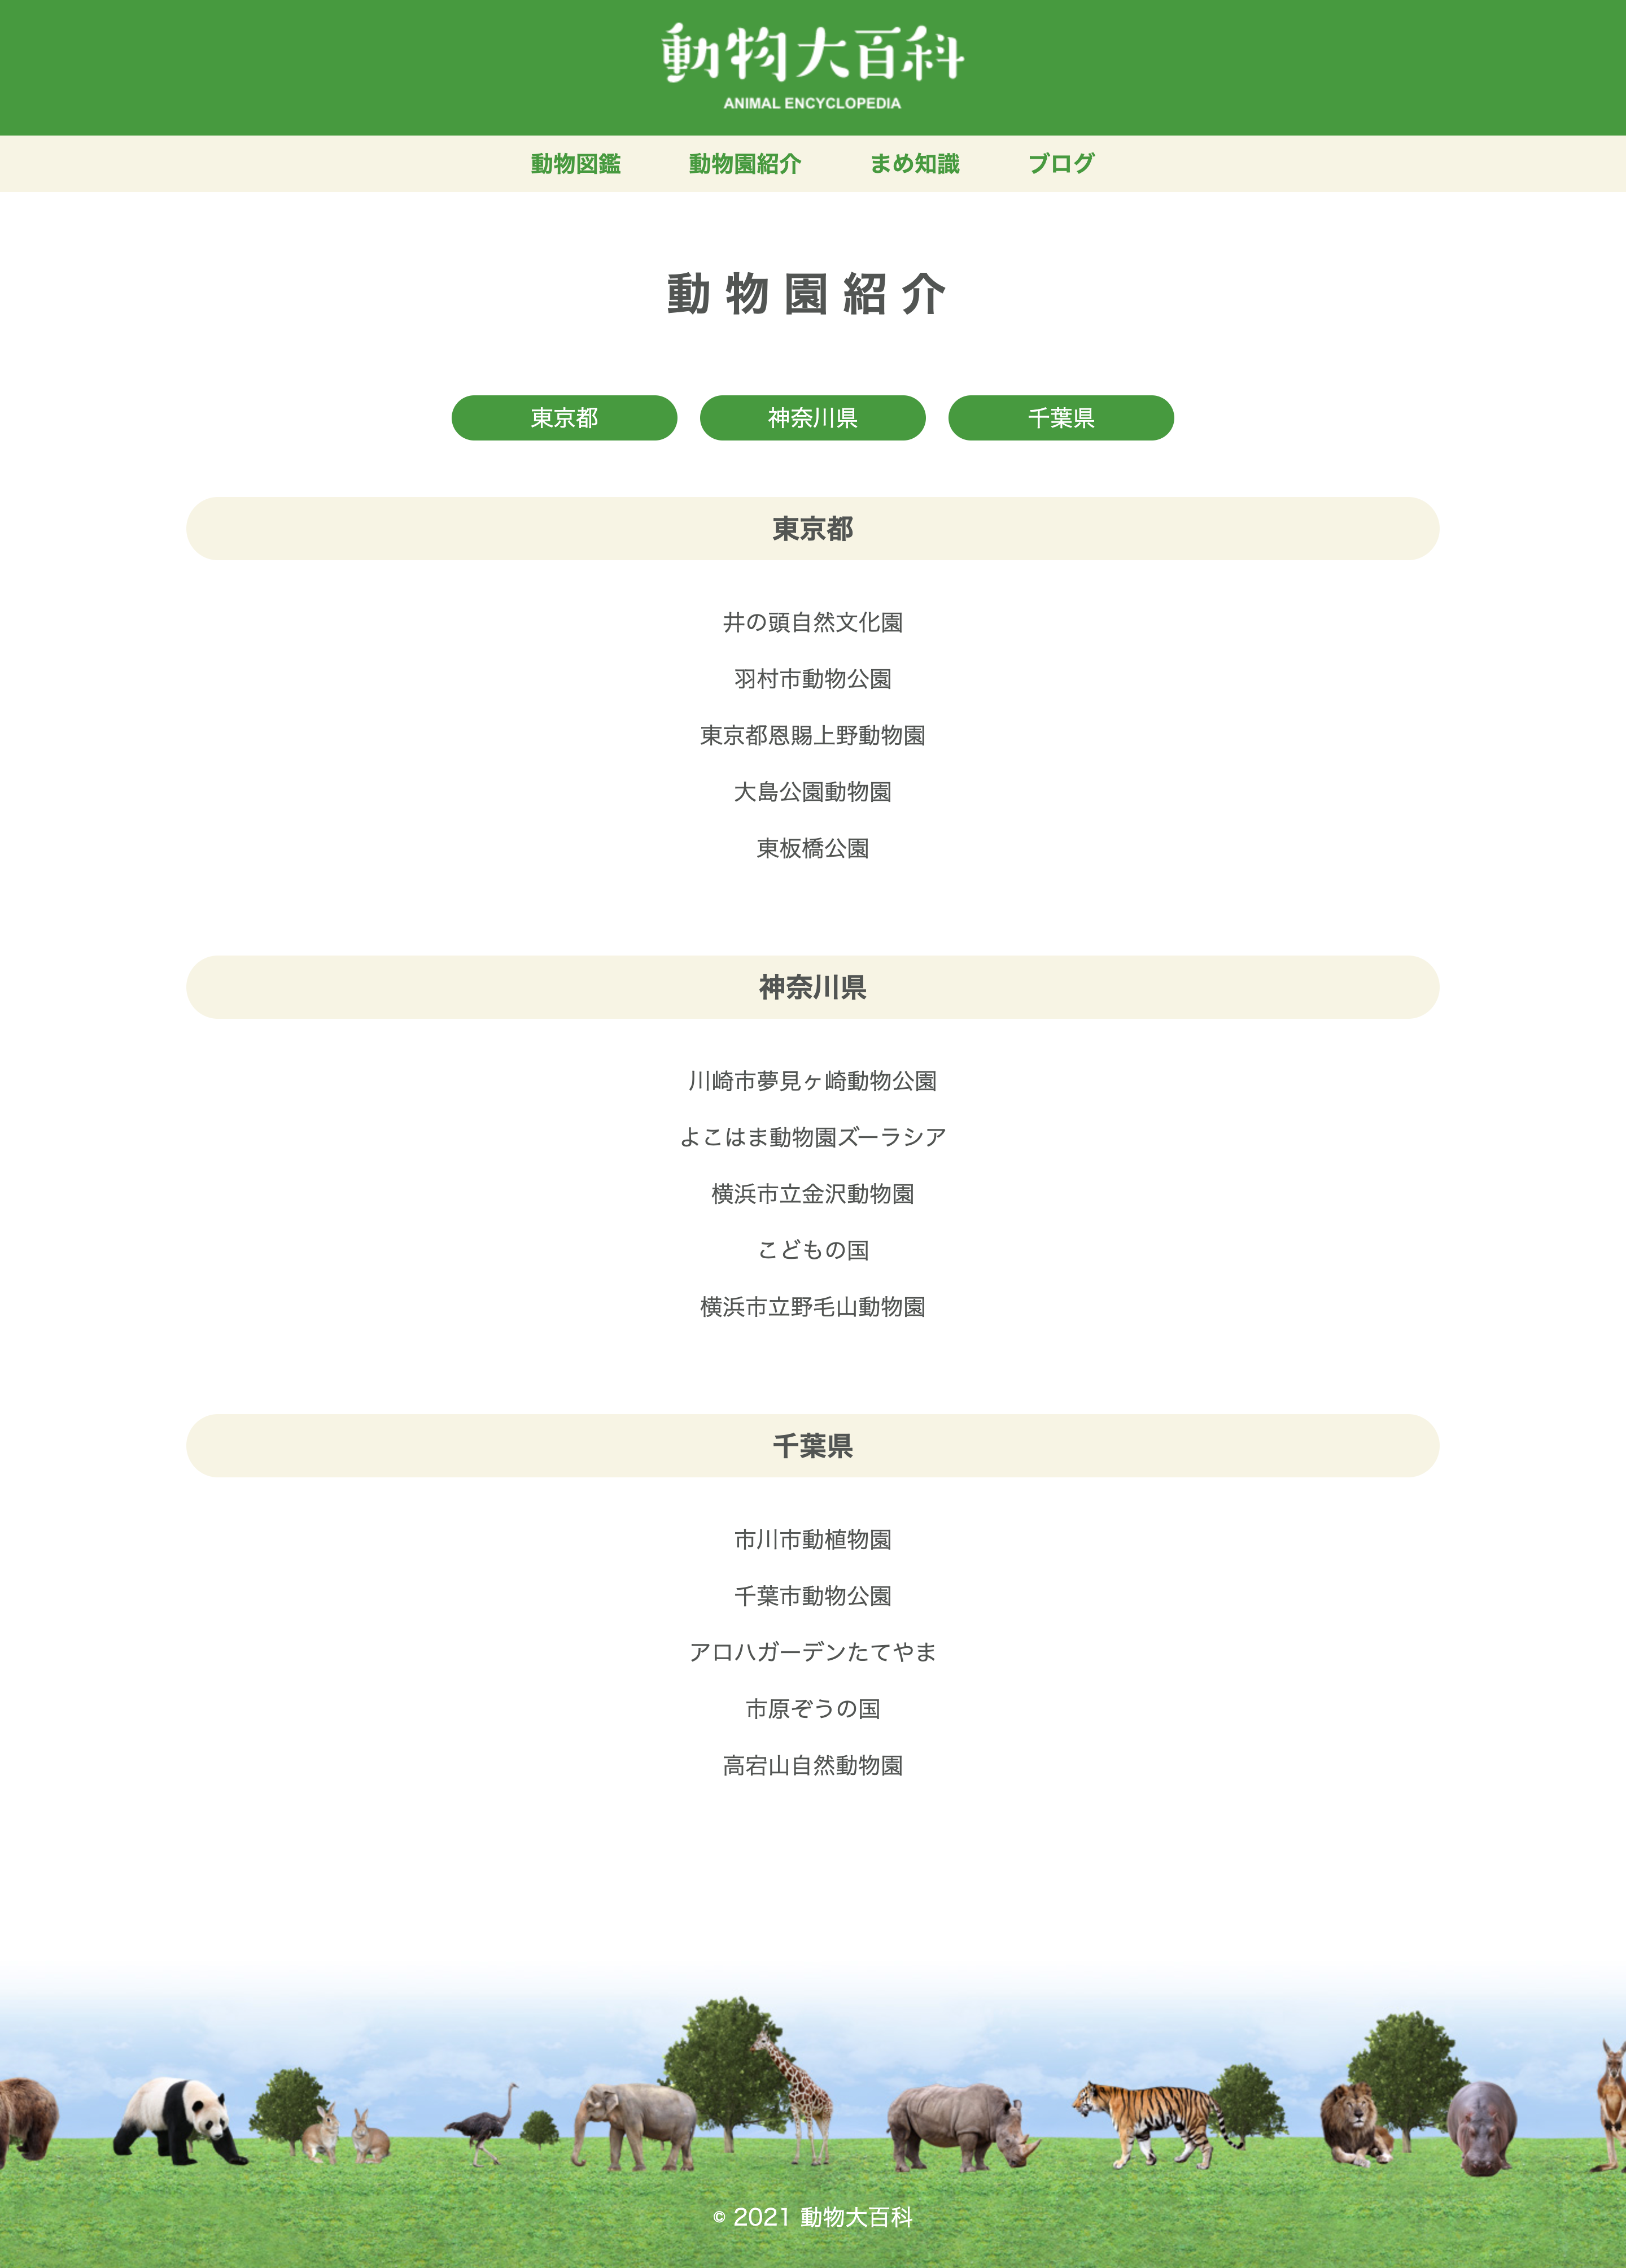 動物大百科
ANIMAL ENCYCLOPEDIA
動物図鑑 動物園紹介 まめ知識 ブログ
動物園紹介
東京都 神奈川県 千葉県
東京都
井の頭自然文化園
羽村市動物公園
東京都恩賜上野動物園
大島公園動物園
東板橋公園
神奈川県
川崎市夢見ヶ崎動物公園
よこはま動物園ズーラシア
横浜市立金沢動物園
こどもの国
横浜市立野毛山動物園
千葉県
市川市動植物園
千葉市動物公園
アロハガーデンたてやま
市原ぞうの国
高宕山自然動物園
© 2021 動物大百科